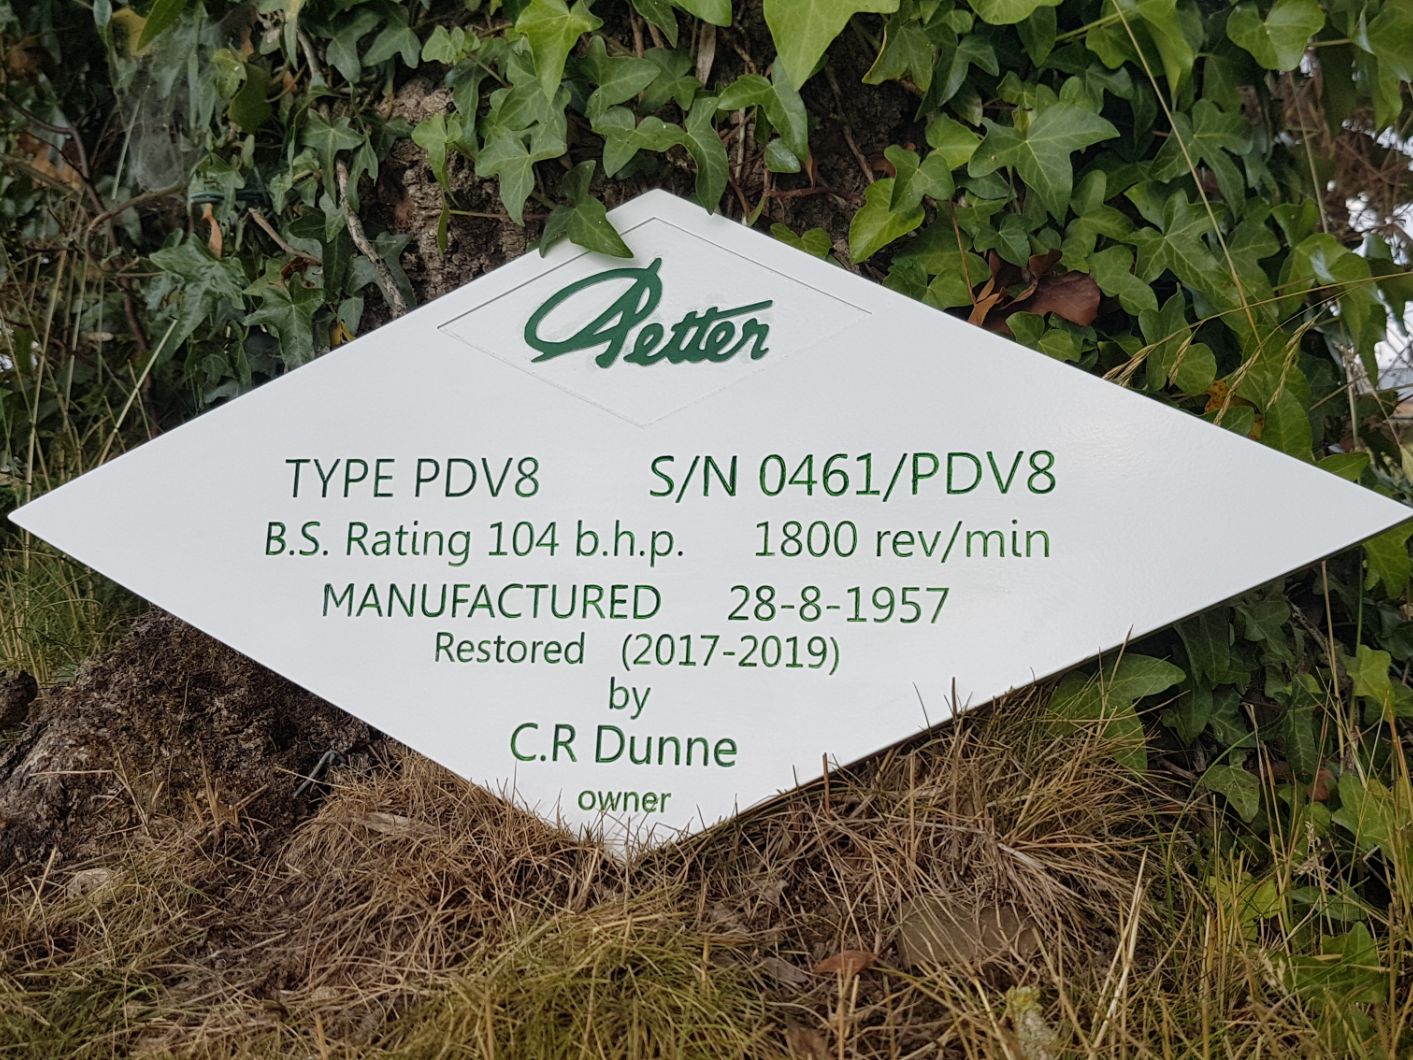 Petter
TYPE PDV8 S/N 0461/PDV8
B.S. Rating 104 b.h.p. 1800 rev/min
MANUFACTURED 28-8-1957
Restored (2017-2019)
by
C.R Dunne
owner